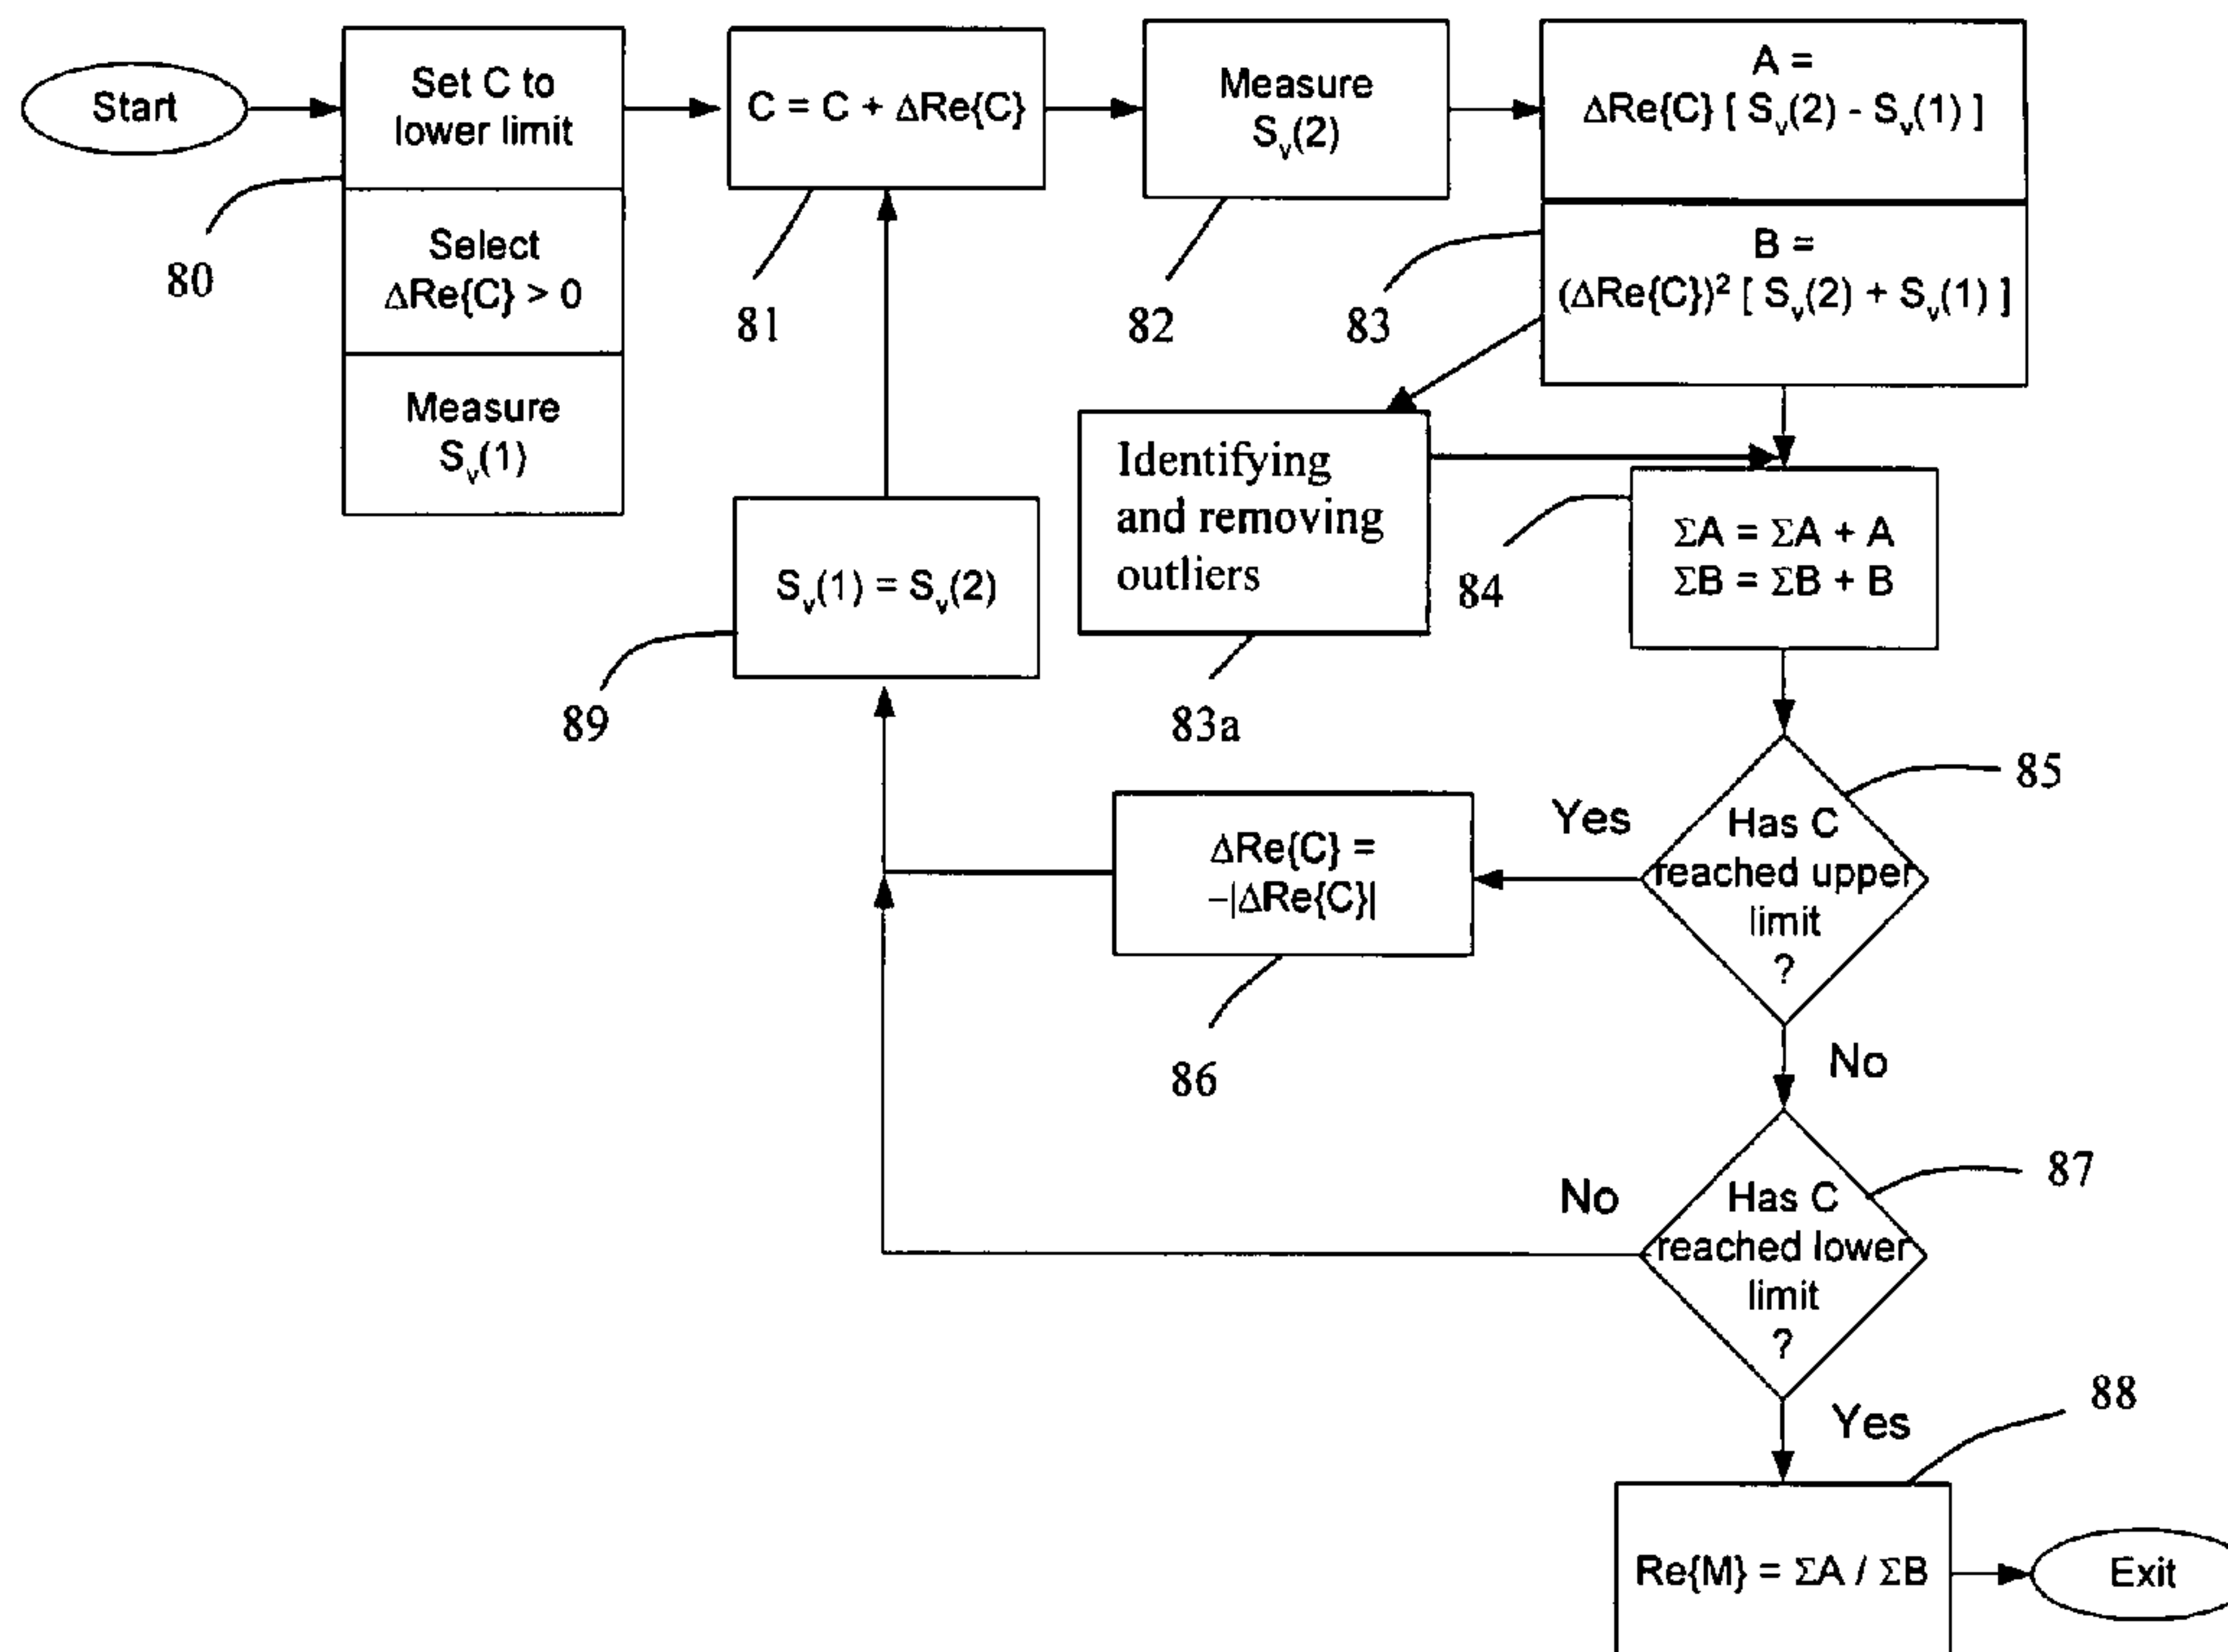 Start
Set C to
lower limit
80
Select
ΔRe{C} > 0
Measure
Sᵥ(1)
C = C + ΔRe{C}
81
Measure
Sᵥ(2)
82
A =
ΔRe{C} [ Sᵥ(2) - Sᵥ(1) ]
B =
(ΔRe{C})² [ Sᵥ(2) + Sᵥ(1) ]
83
Identifying
and removing
outliers
83a
ΣA = ΣA + A
ΣB = ΣB + B
84
Sᵥ(1) = Sᵥ(2)
89
Has C
reached upper
limit
?
85
Yes
ΔRe{C} =
–|ΔRe{C}|
86
No
Has C
reached lower
limit
?
87
No
Yes
88
Re{M} = ΣA / ΣB
Exit